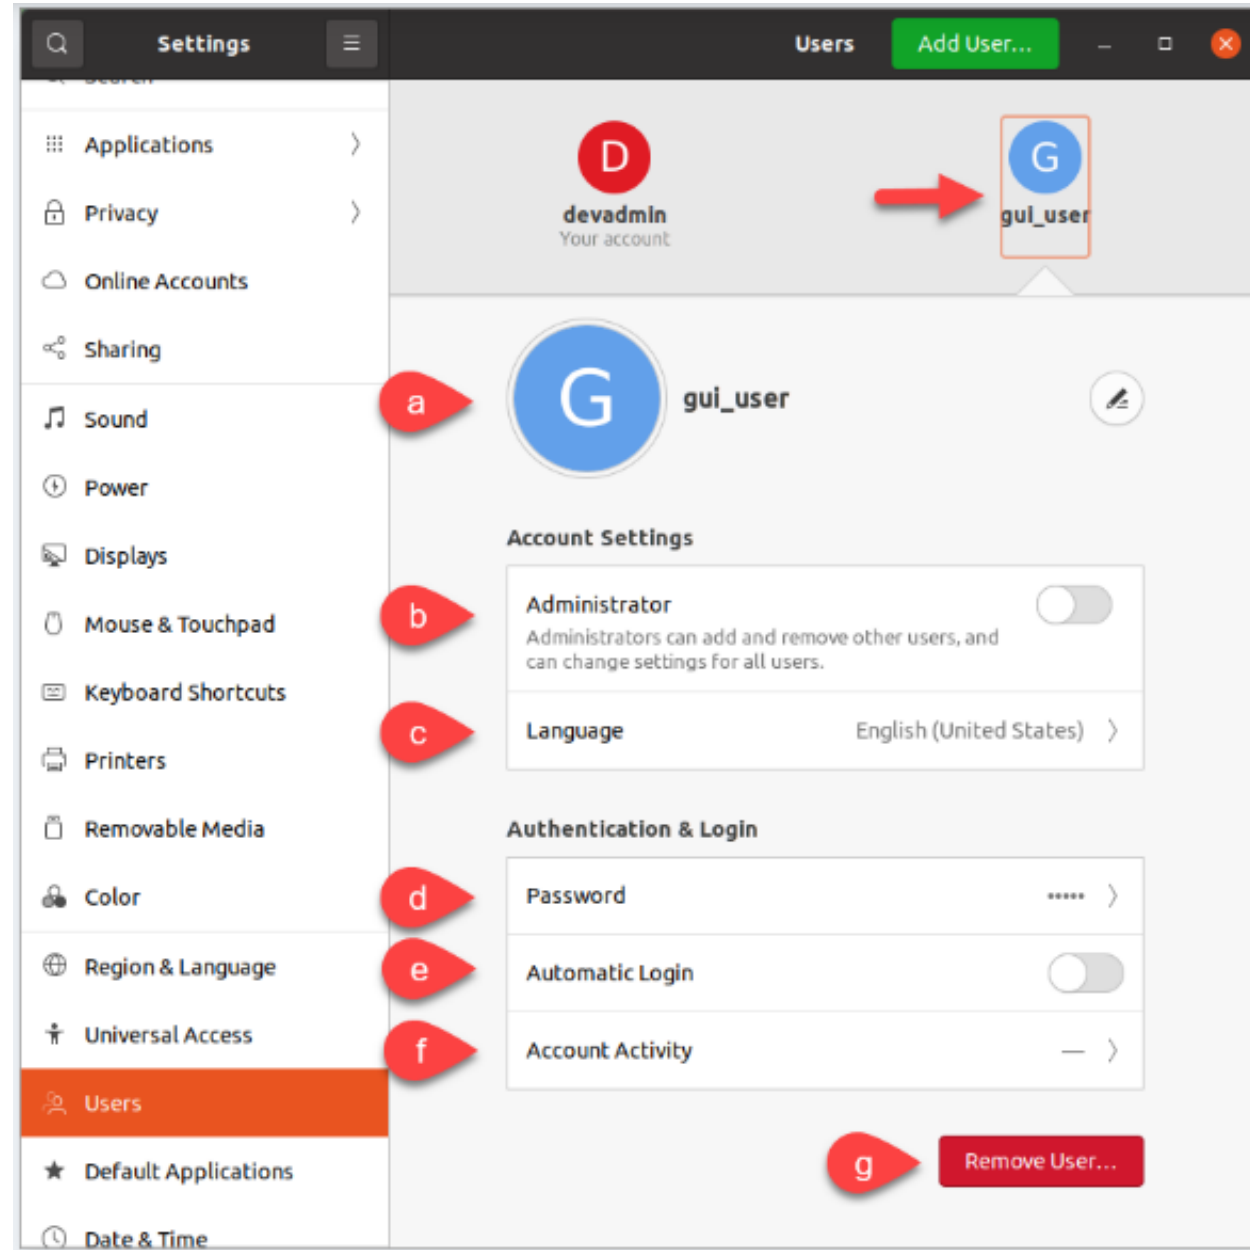 Settings
Users
Add User...
Search
Applications
Privacy
Online Accounts
Sharing
Sound
Power
Displays
Mouse & Touchpad
Keyboard Shortcuts
Printers
Removable Media
Color
Region & Language
Universal Access
Users
Default Applications
Date & Time
D
devadmin
Your account
G
gui_user
a
G
gui_user
Account Settings
b
Administrator
Administrators can add and remove other users, and
can change settings for all users.
c
Language English (United States)
Authentication & Login
d
Password •••••
e
Automatic Login
f
Account Activity —
g
Remove User...